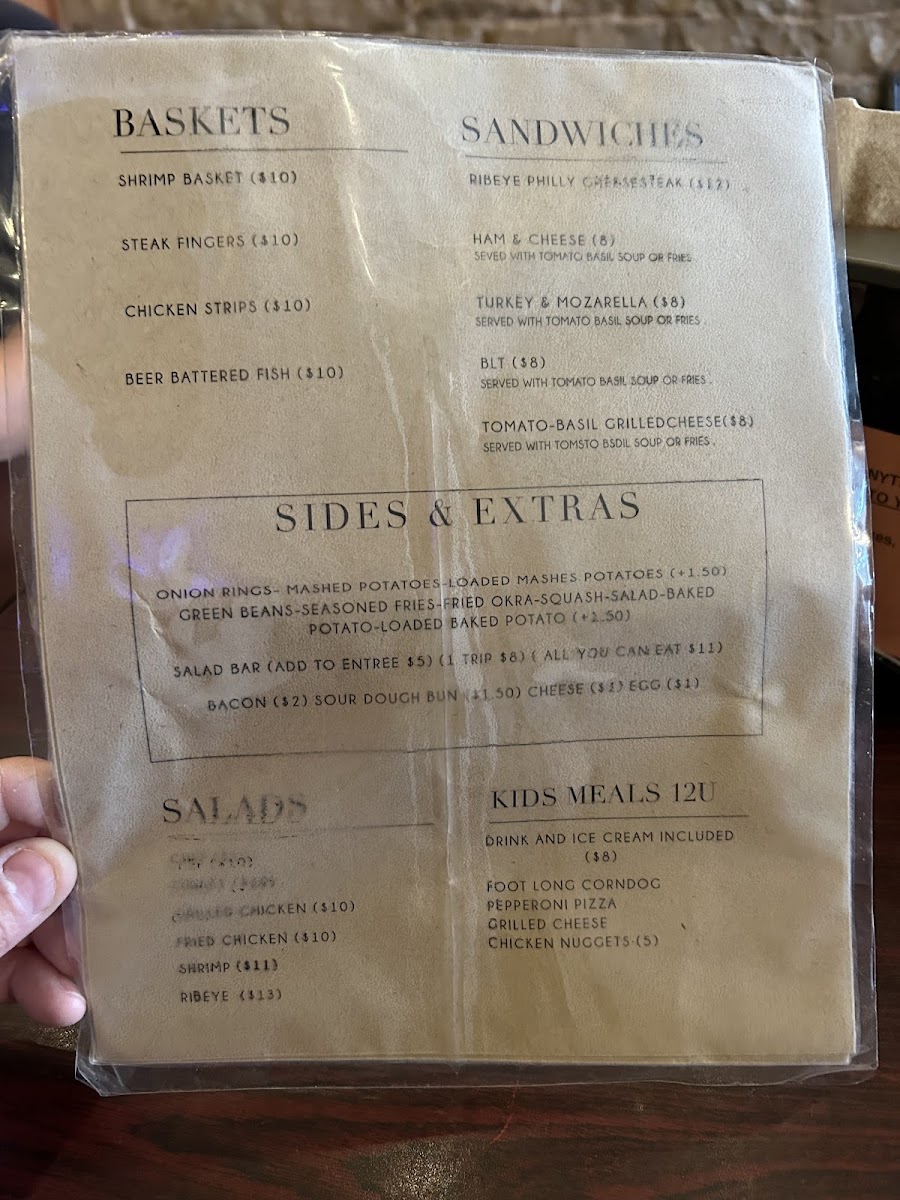 BASKETS
SHRIMP BASKET ($10)
STEAK FINGERS ($10)
CHICKEN STRIPS ($10)
BEER BATTERED FISH ($10)
SANDWICHES
RIBEYE PHILLY CHEESESTEAK ($12)
HAM & CHEESE (8)
SEVED WITH TOMATO BASIL SOUP OR FRIES
TURKEY & MOZARELLA ($8)
SERVED WITH TOMATO BASIL SOUP OR FRIES
BLT ($8)
SERVED WITH TOMATO BASIL SOUP OR FRIES .
TOMATO-BASIL GRILLEDCHEESE($8)
SERVED WITH TOMSTO BSDIL SOUP OR FRIES .
SIDES & EXTRAS
ONION RINGS- MASHED POTATOES-LOADED MASHES POTATOES (+1.50)
GREEN BEANS-SEASONED FRIES-FRIED OKRA-SQUASH-SALAD-BAKED
POTATO-LOADED BAKED POTATO (+1.50)
SALAD BAR (ADD TO ENTREE $5) (1 TRIP $8) ( ALL YOU CAN EAT $11)
BACON ($2) SOUR DOUGH BUN ($1.50) CHEESE ($1) EGG ($1)
SALADS
GRILLED CHICKEN ($10)
FRIED CHICKEN ($10)
SHRIMP ($11)
RIBEYE ($13)
KIDS MEALS 12U
DRINK AND ICE CREAM INCLUDED
($8)
FOOT LONG CORNDOG
PEPPERONI PIZZA
GRILLED CHEESE
CHICKEN NUGGETS (5)